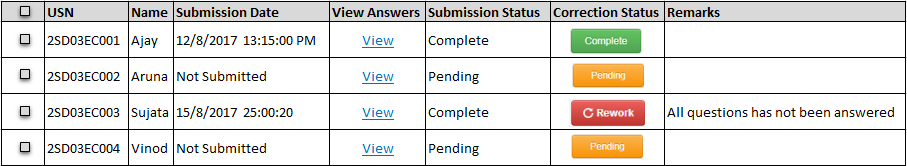 USN Name Submission Date View Answers Submission Status Correction Status Remarks
2SD03EC001 Ajay 12/8/2017 13:15:00 PM View Complete Complete
2SD03EC002 Aruna Not Submitted View Pending Pending
2SD03EC003 Sujata 15/8/2017 25:00:20 View Complete Rework All questions has not been answered
2SD03EC004 Vinod Not Submitted View Pending Pending